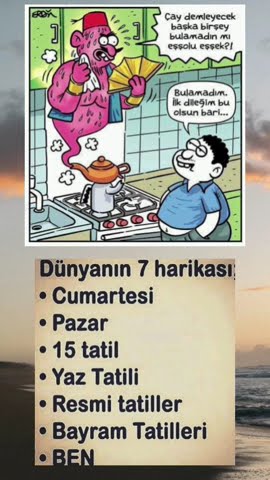 ERDİL
Çay demleyecek
başka birşey
bulamadın mı
eşşolu eşşek?!
Bulamadım.
İlk dileğim bu
olsun bari...
Dünyanın 7 harikası;
• Cumartesi
• Pazar
• 15 tatil
• Yaz Tatili
• Resmi tatiller
• Bayram Tatilleri
• BEN